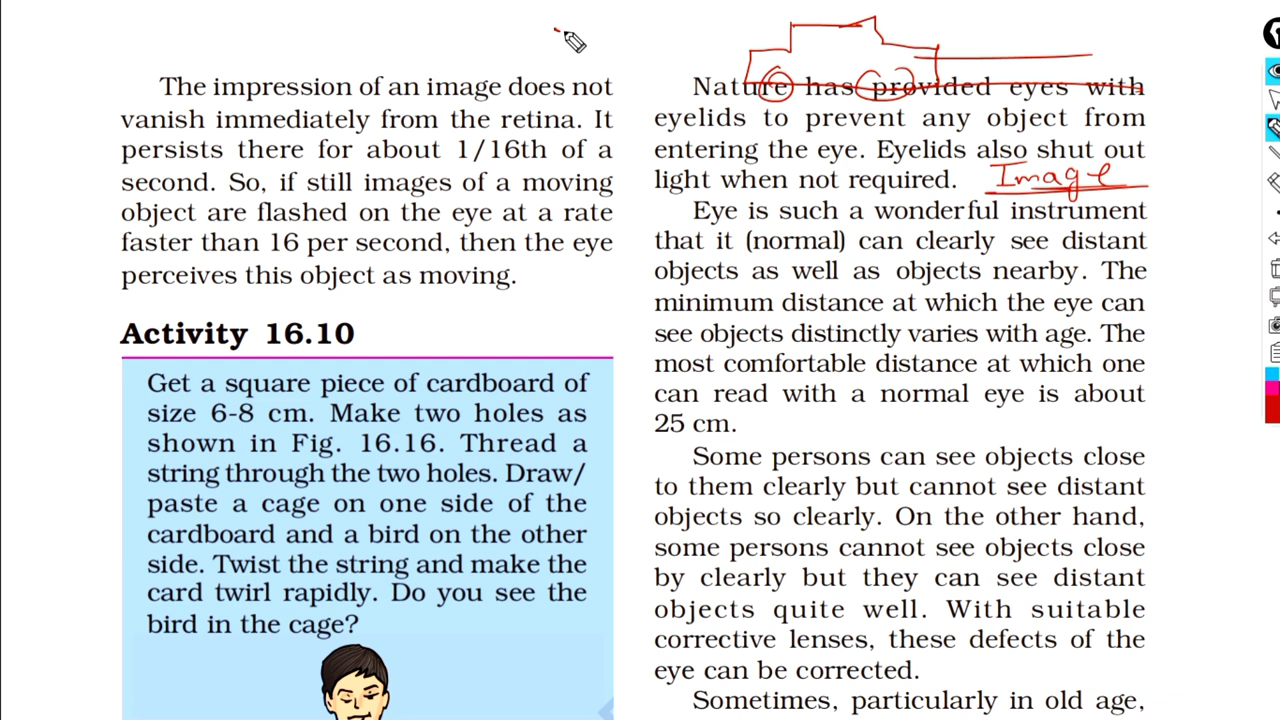 The impression of an image does not
vanish immediately from the retina. It
persists there for about 1/16th of a
second. So, if still images of a moving
object are flashed on the eye at a rate
faster than 16 per second, then the eye
perceives this object as moving.
Activity 16.10
Get a square piece of cardboard of
size 6-8 cm. Make two holes as
shown in Fig. 16.16. Thread a
string through the two holes. Draw/
paste a cage on one side of the
cardboard and a bird on the other
side. Twist the string and make the
card twirl rapidly. Do you see the
bird in the cage?
Nature has provided eyes with
eyelids to prevent any object from
entering the eye. Eyelids also shut out
light when not required.
Image
Eye is such a wonderful instrument
that it (normal) can clearly see distant
objects as well as objects nearby. The
minimum distance at which the eye can
see objects distinctly varies with age. The
most comfortable distance at which one
can read with a normal eye is about
25 cm.
Some persons can see objects close
to them clearly but cannot see distant
objects so clearly. On the other hand,
some persons cannot see objects close
by clearly but they can see distant
objects quite well. With suitable
corrective lenses, these defects of the
eye can be corrected.
Sometimes, particularly in old age,